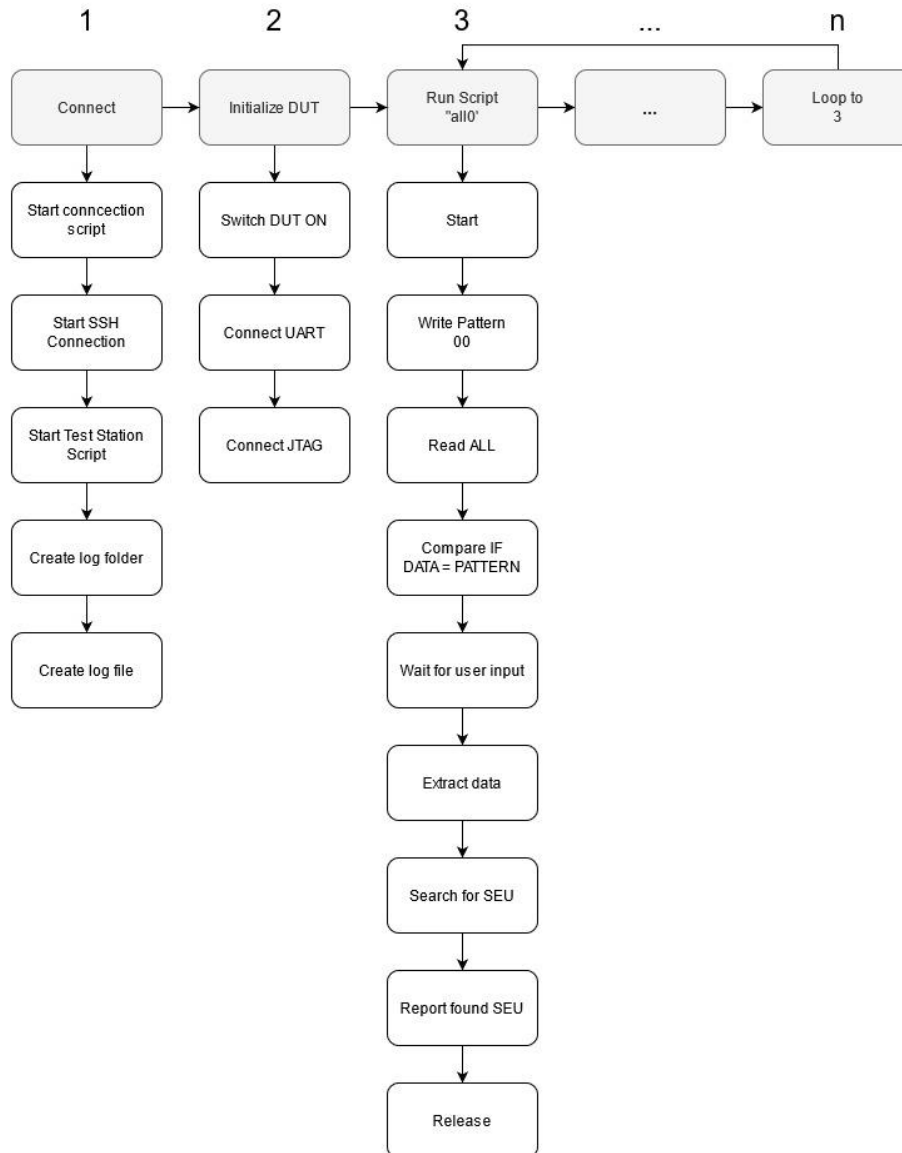 1
2
3
...
n
Connect
Initialize DUT
Run Script
"all0'
...
Loop to
3
Start conncection
script
Start SSH
Connection
Start Test Station
Script
Create log folder
Create log file
Switch DUT ON
Connect UART
Connect JTAG
Start
Write Pattern
00
Read ALL
Compare IF
DATA = PATTERN
Wait for user input
Extract data
Search for SEU
Report found SEU
Release